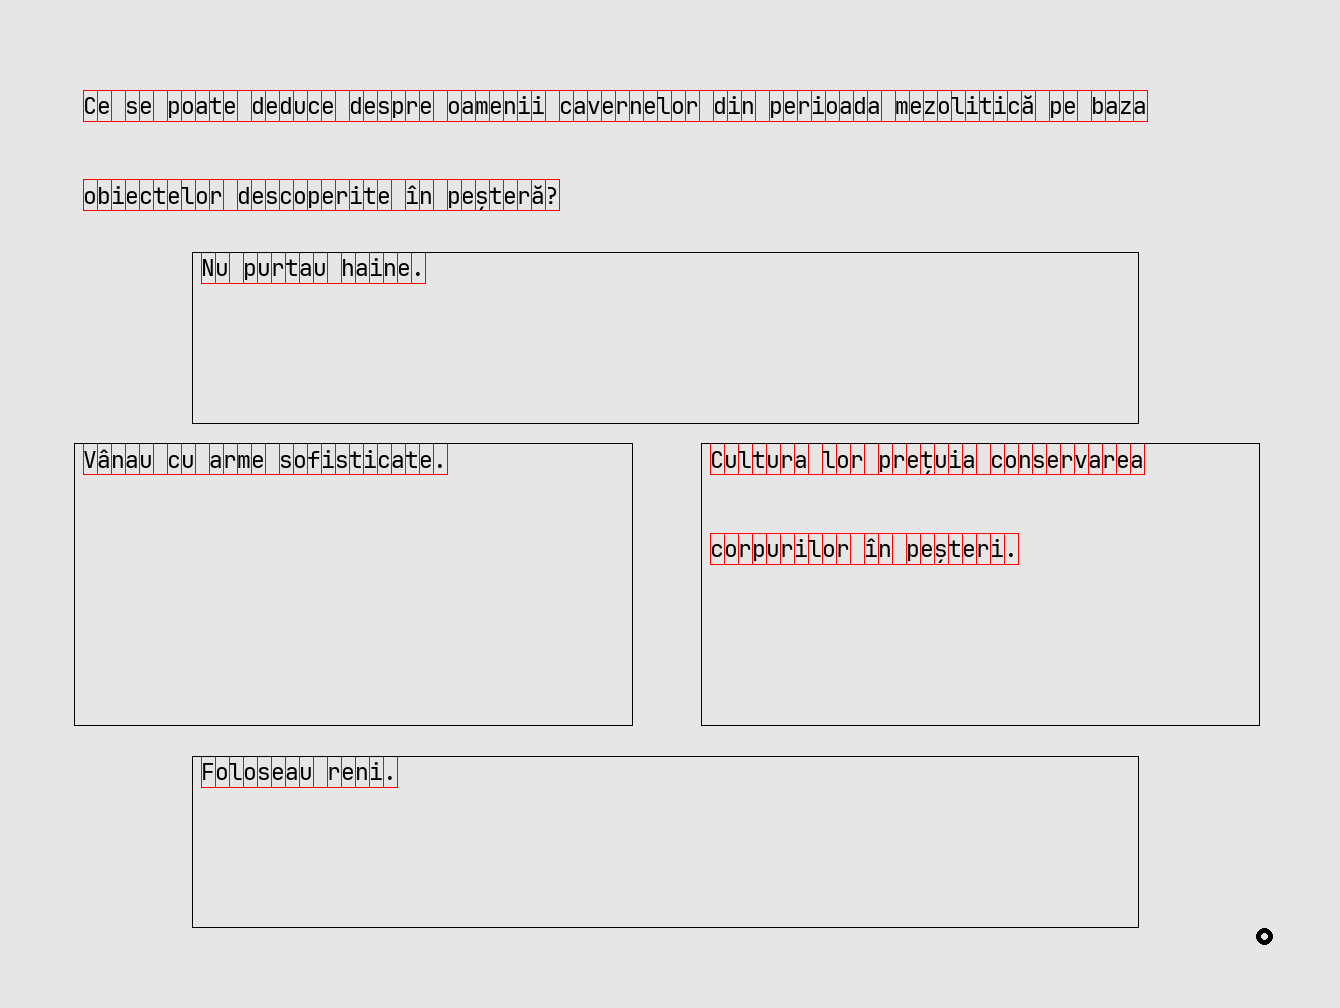 Ce se poate deduce despre oamenii cavernelor din perioada mezolitică pe baza
obiectelor descoperite în peșteră?
Nu purtau haine.
Vânau cu arme sofisticate.
Cultura lor prețuia conservarea
corpurilor în peșteri.
Foloseau reni.